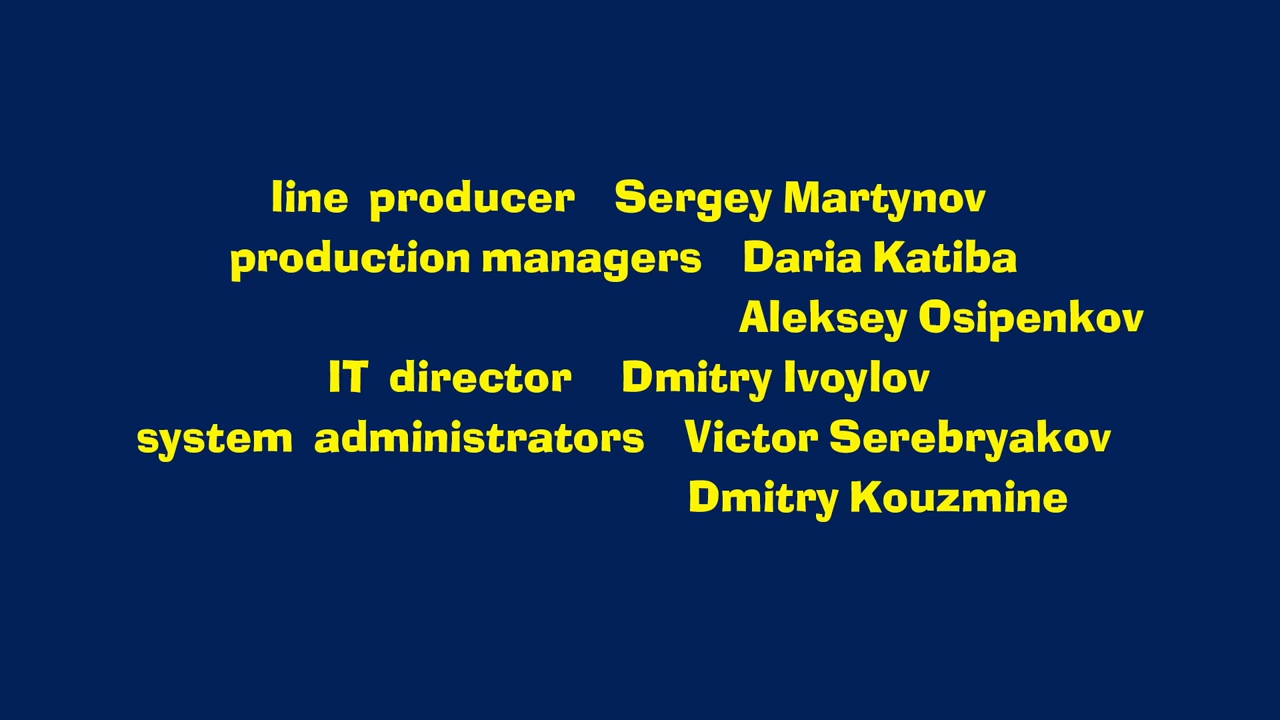 line producer Sergey Martynov
production managers Daria Katiba
Aleksey Osipenkov
IT director Dmitry Ivoylov
system administrators Victor Serebryakov
Dmitry Kouzmine